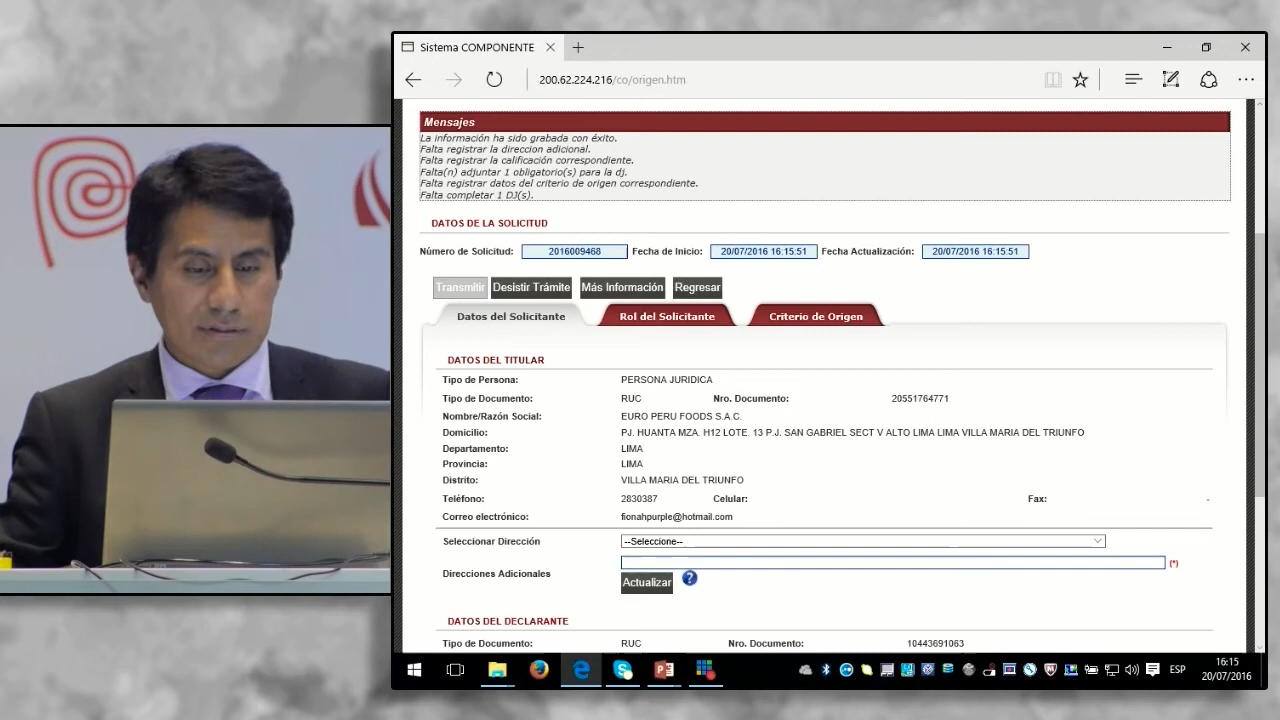 Sistema COMPONENTE
200.62.224.216/co/origen.htm
Mensajes
La información ha sido grabada con éxito.
Falta registrar la direccion adicional.
Falta registrar la calificación correspondiente.
Falta(n) adjuntar 1 obligatorio(s) para la dj.
Falta registrar datos del criterio de origen correspondiente.
Falta completar 1 DJ(s).
DATOS DE LA SOLICITUD
Número de Solicitud: 2016009468 Fecha de Inicio: 20/07/2016 16:15:51 Fecha Actualización: 20/07/2016 16:15:51
Transmitir Desistir Trámite Más Información Regresar
Datos del Solicitante Rol del Solicitante Criterio de Origen
DATOS DEL TITULAR
Tipo de Persona: PERSONA JURIDICA
Tipo de Documento: RUC Nro. Documento: 20551764771
Nombre/Razón Social: EURO PERU FOODS S.A.C.
Domicilio: PJ. HUANTA MZA. H12 LOTE. 13 P.J. SAN GABRIEL SECT V ALTO LIMA LIMA VILLA MARIA DEL TRIUNFO
Departamento: LIMA
Provincia: LIMA
Distrito: VILLA MARIA DEL TRIUNFO
Teléfono: 2830387 Celular: Fax: -
Correo electrónico: fionahpurple@hotmail.com
Seleccionar Dirección --Seleccione--
(*)
Direcciones Adicionales
Actualizar ?
DATOS DEL DECLARANTE
Tipo de Documento: RUC Nro. Documento: 10443691063
ESP
16:15
20/07/2016